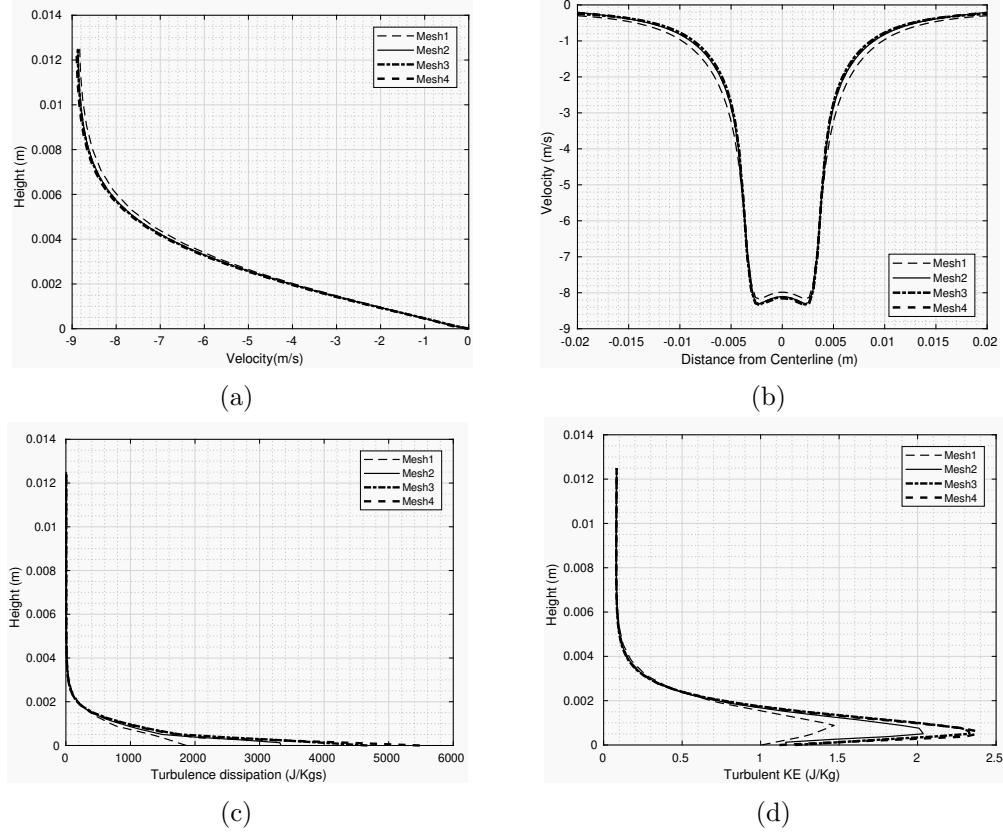 0.014
0.012
0.01
0.008
0.006
0.004
0.002
0
Height (m)
-9 -8 -7 -6 -5 -4 -3 -2 -1 0
Velocity(m/s)
Mesh1
Mesh2
Mesh3
Mesh4
(a)
0
-1
-2
-3
-4
-5
-6
-7
-8
-9
Velocity (m/s)
-0.02 -0.015 -0.01 -0.005 0 0.005 0.01 0.015 0.02
Distance from Centerline (m)
Mesh1
Mesh2
Mesh3
Mesh4
(b)
0.014
0.012
0.01
0.008
0.006
0.004
0.002
0
Height (m)
0 1000 2000 3000 4000 5000 6000
Turbulence dissipation (J/Kgs)
Mesh1
Mesh2
Mesh3
Mesh4
(c)
0.014
0.012
0.01
0.008
0.006
0.004
0.002
0
Height (m)
0 0.5 1 1.5 2 2.5
Turbulent KE (J/Kg)
Mesh1
Mesh2
Mesh3
Mesh4
(d)